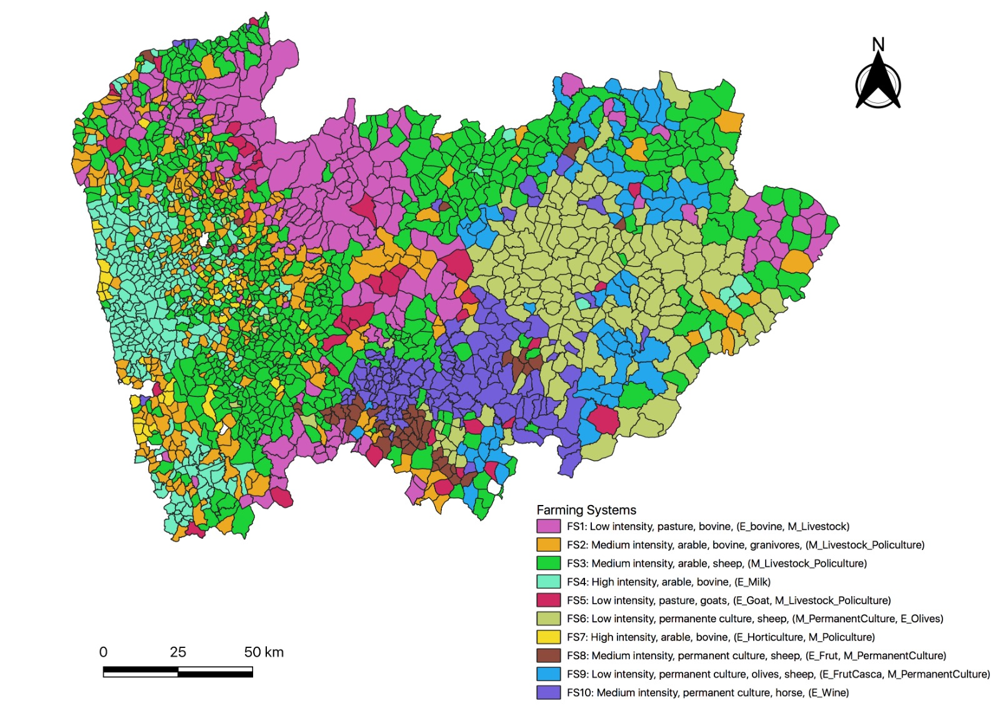 N
Farming Systems
FS1: Low intensity, pasture, bovine, (E_bovine, M_Livestock)
FS2: Medium intensity, arable, bovine, granivores, (M_Livestock_Policulture)
FS3: Medium intensity, arable, sheep, (M_Livestock_Policulture)
FS4: High intensity, arable, bovine, (E_Milk)
FS5: Low intensity, pasture, goats, (E_Goat, M_Livestock_Policulture)
FS6: Low intensity, permanente culture, sheep, (M_PermanentCulture, E_Olives)
FS7: High intensity, arable, bovine, (E_Horticulture, M_Policulture)
FS8: Medium intensity, permanent culture, sheep, (E_Frut, M_PermanentCulture)
FS9: Low intensity, permanent culture, olives, sheep, (E_FrutCasca, M_PermanentCulture)
FS10: Medium intensity, permanent culture, horse, (E_Wine)
0 25 50 km